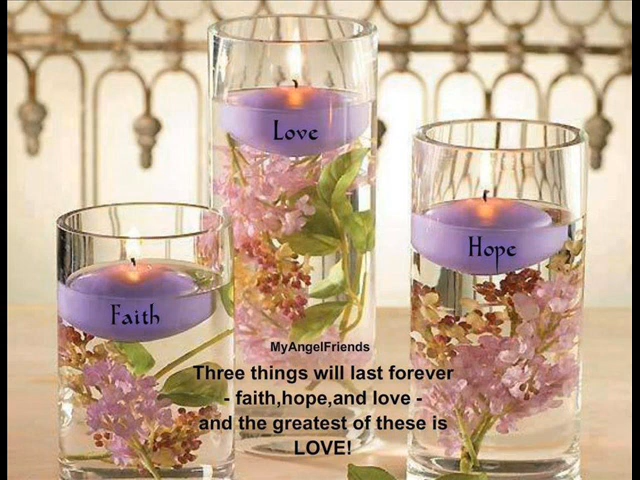 Love
Hope
Faith
MyAngelFriends
Three things will last forever
- faith,hope,and love -
and the greatest of these is
LOVE!